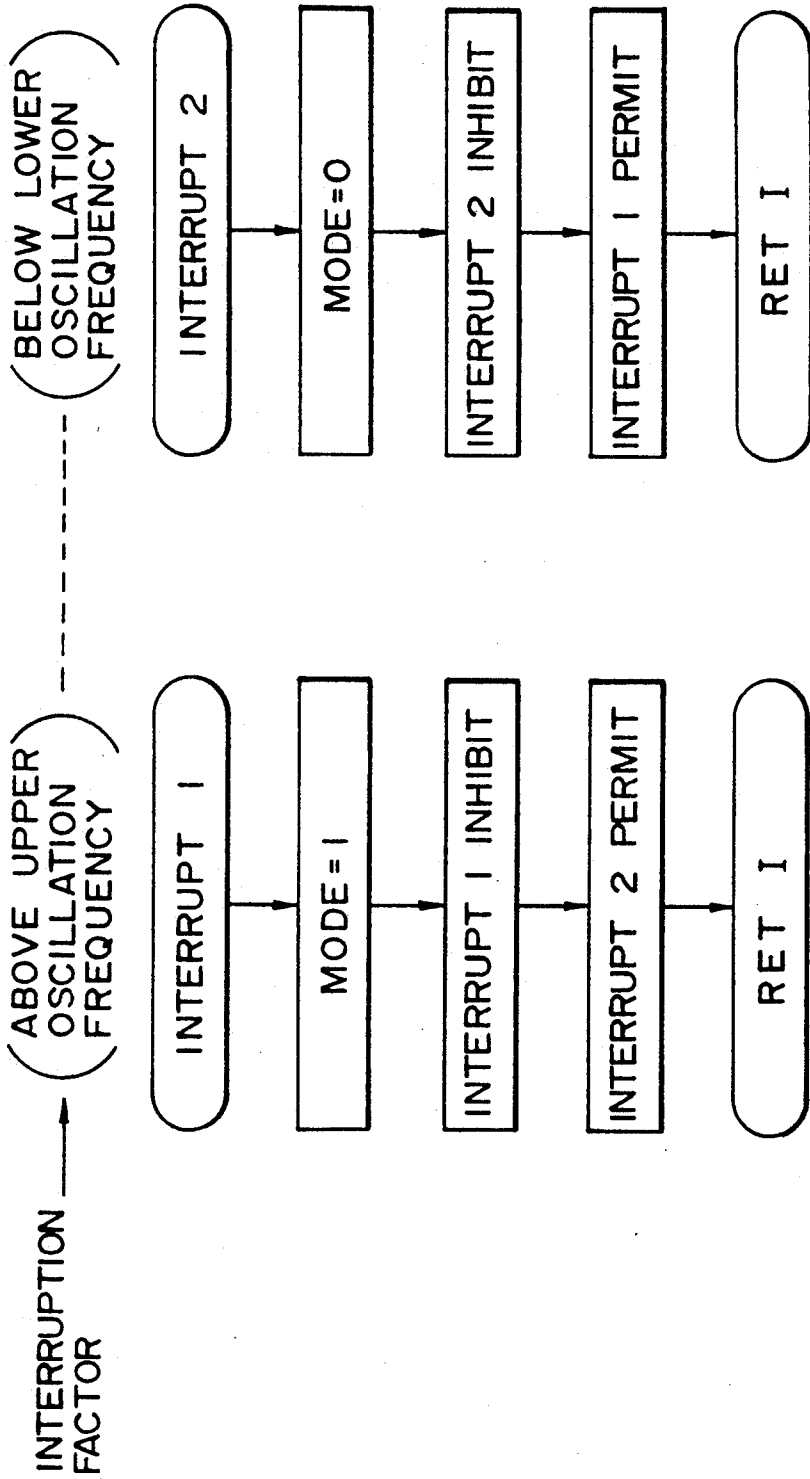 INTERRUPTION
FACTOR
(ABOVE UPPER
OSCILLATION
FREQUENCY)
INTERRUPT 1
MODE=1
INTERRUPT 1 INHIBIT
INTERRUPT 2 PERMIT
RET I
(BELOW LOWER
OSCILLATION
FREQUENCY)
INTERRUPT 2
MODE=0
INTERRUPT 2 INHIBIT
INTERRUPT 1 PERMIT
RET I